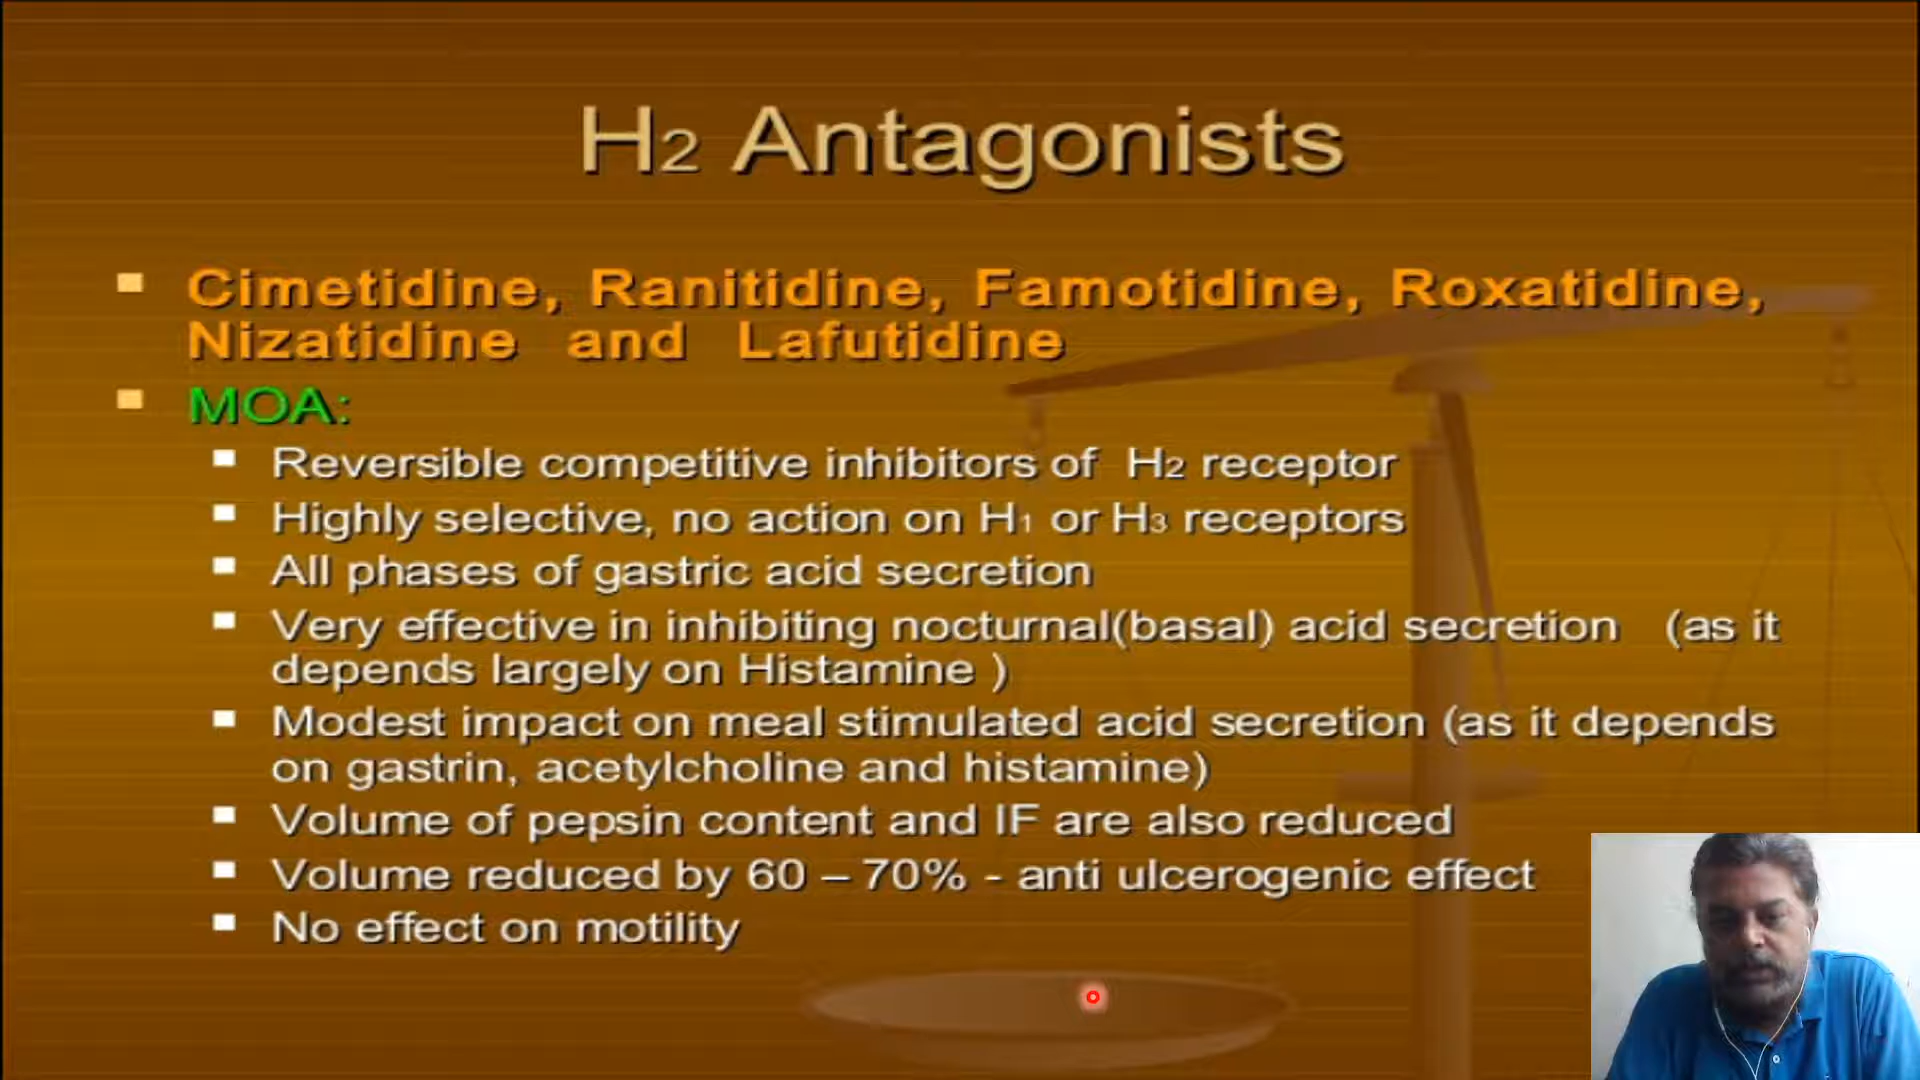 H2 Antagonists
Cimetidine, Ranitidine, Famotidine, Roxatidine,
Nizatidine and Lafutidine
MOA:
Reversible competitive inhibitors of H2 receptor
Highly selective, no action on H1 or H3 receptors
All phases of gastric acid secretion
Very effective in inhibiting nocturnal(basal) acid secretion (as it
depends largely on Histamine )
Modest impact on meal stimulated acid secretion (as it depends
on gastrin, acetylcholine and histamine)
Volume of pepsin content and IF are also reduced
Volume reduced by 60 – 70% - anti ulcerogenic effect
No effect on motility